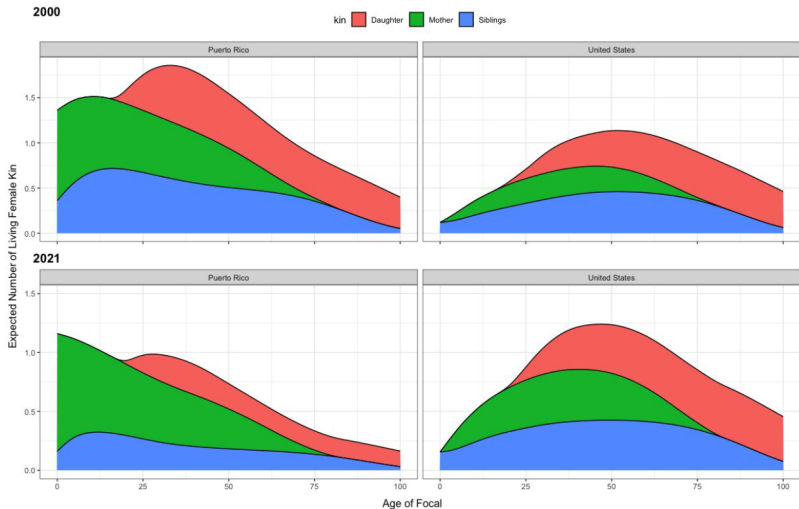 2000
kin Daughter Mother Siblings
Puerto Rico United States
1.5
1.0
0.5
0.0
Expected Number of Living Female Kin
2021
Puerto Rico United States
1.5
1.0
0.5
0.0
0 25 50 75 100 0 25 50 75 100
Age of Focal